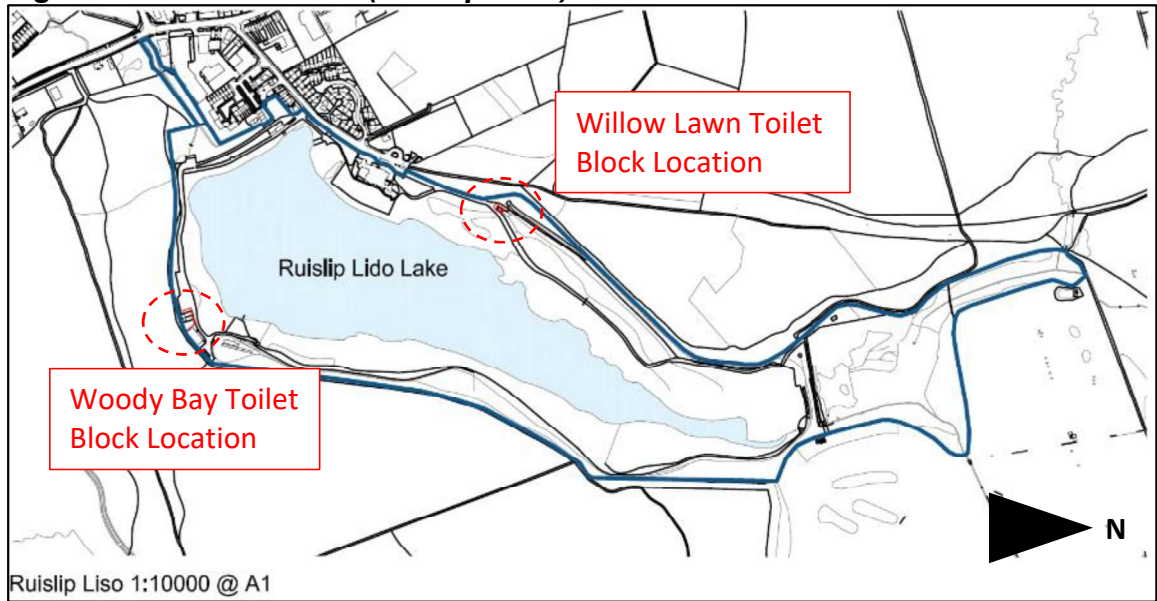 Willow Lawn Toilet
Block Location
Ruislip Lido Lake
Woody Bay Toilet
Block Location
N
Ruislip Liso 1:10000 @ A1